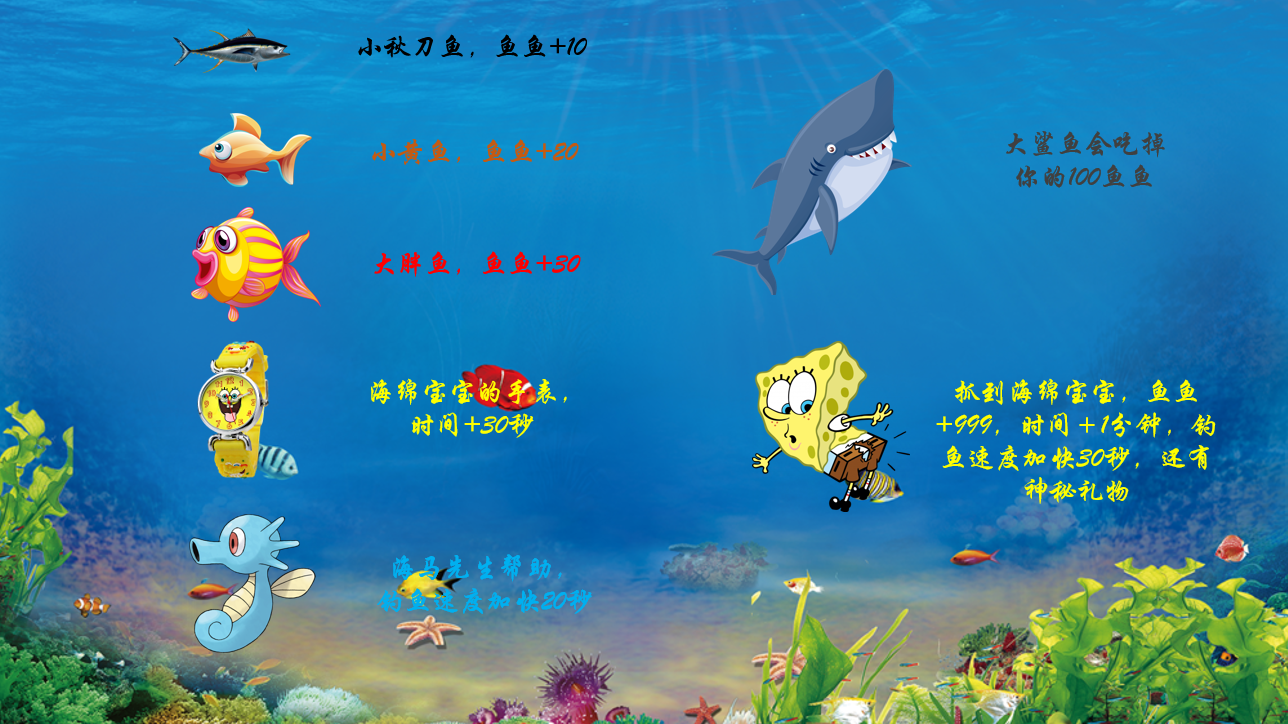 小秋刀鱼，鱼鱼+10
小黄鱼，鱼鱼+20
大胖鱼，鱼鱼+30
海绵宝宝的手表，
时间+30秒
海马先生帮助，
钓鱼速度加快20秒
大鲨鱼会吃掉
你的100鱼鱼
抓到海绵宝宝，鱼鱼
+999，时间＋1分钟，钓
鱼速度加快30秒，还有
神秘礼物